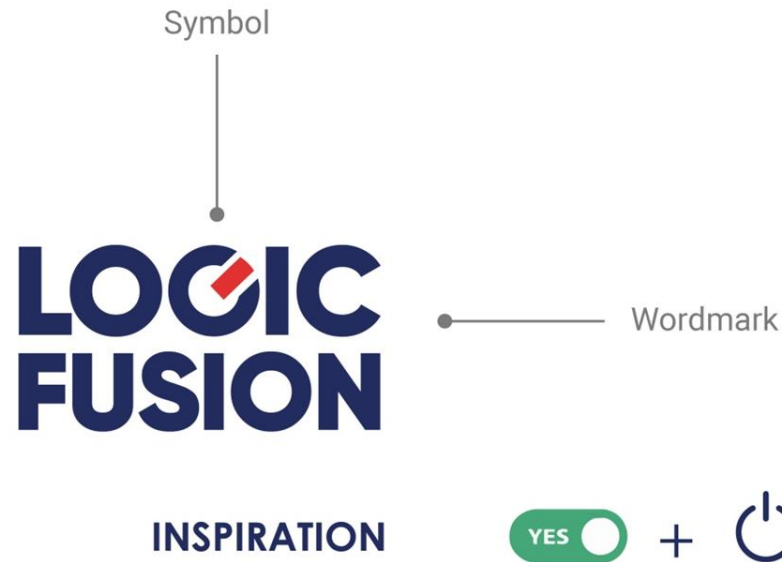 Symbol
LOGIC
FUSION
Wordmark
INSPIRATION
YES +